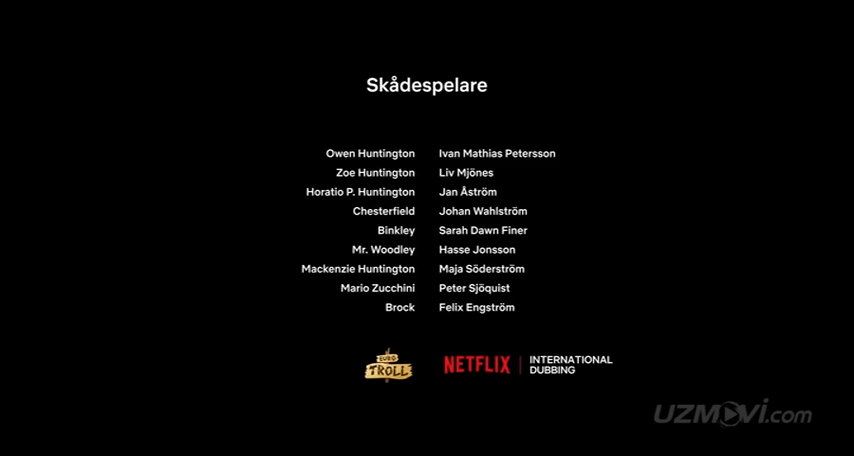 Skådespelare
Owen Huntington Ivan Mathias Petersson
Zoe Huntington Liv Mjönes
Horatio P. Huntington Jan Åström
Chesterfield Johan Wahlström
Binkley Sarah Dawn Finer
Mr. Woodley Hasse Jonsson
Mackenzie Huntington Maja Söderström
Mario Zucchini Peter Sjöquist
Brock Felix Engström
EURO
TROLL
NETFLIX
INTERNATIONAL
DUBBING
UZMOVi.com